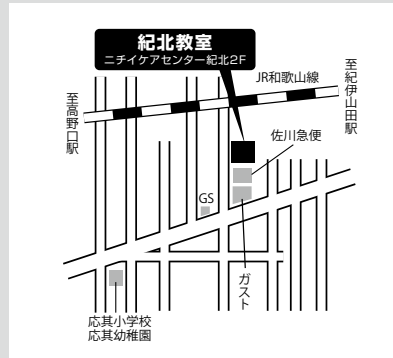 紀北教室
ニチイケアセンター紀北2F
JR和歌山線
至紀伊山田駅
至高野口駅
佐川急便
GS
ガスト
応其小学校
応其幼稚園